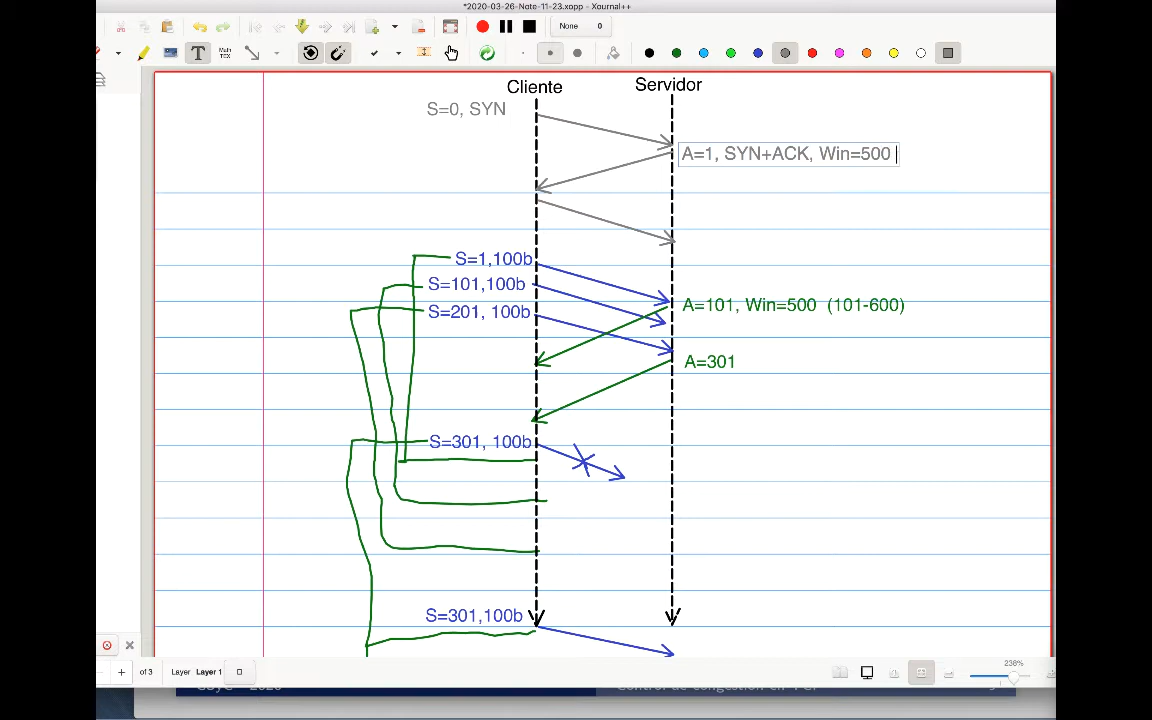 *2020-03-26-Note-11-23.xopp - Xournal++
None 0
T Math TEX
Cliente Servidor
S=0, SYN
A=1, SYN+ACK, Win=500
S=1,100b
S=101,100b
A=101, Win=500 (101-600)
S=201, 100b
A=301
S=301, 100b
S=301,100b
of 3 Layer Layer 1
238%